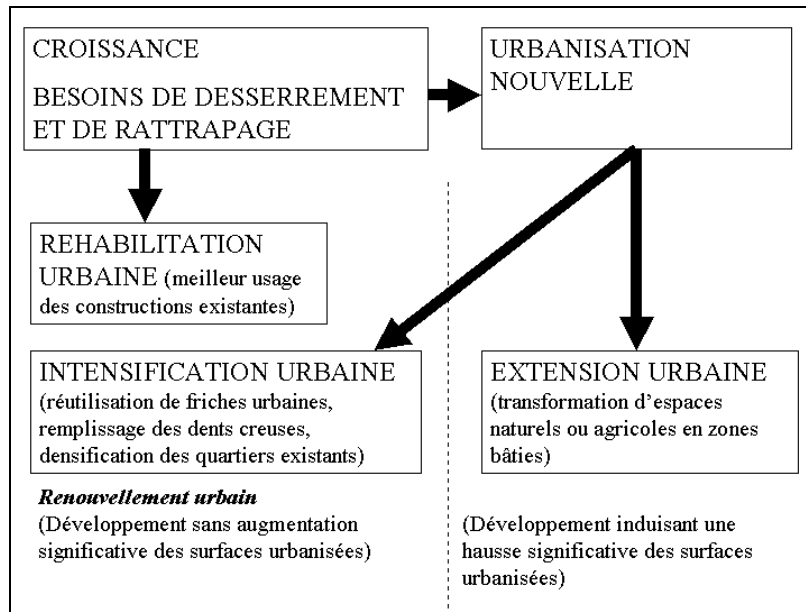 CROISSANCE
BESOINS DE DESSERREMENT
ET DE RATTRAPAGE
URBANISATION
NOUVELLE
REHABILITATION
URBAINE (meilleur usage
des constructions existantes)
INTENSIFICATION URBAINE
(réutilisation de friches urbaines,
remplissage des dents creuses,
densification des quartiers existants)
EXTENSION URBAINE
(transformation d'espaces
naturels ou agricoles en zones
bâties)
Renouvellement urbain
(Développement sans augmentation
significative des surfaces urbanisées)
(Développement induisant une
hausse significative des surfaces
urbanisées)